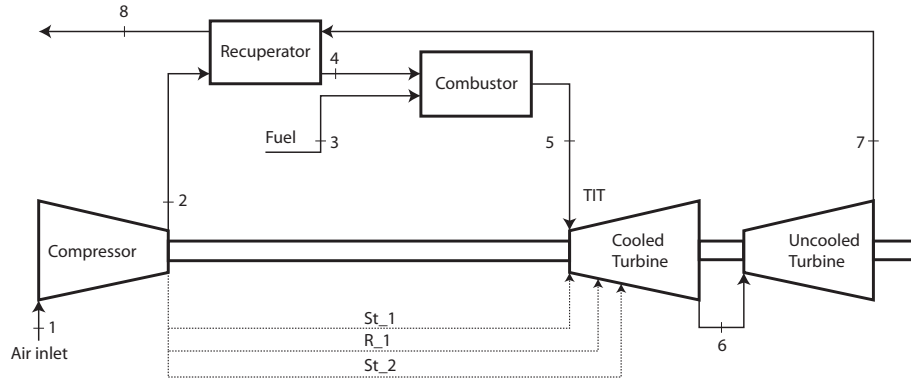 8
Recuperator
4
Combustor
Fuel
3
5
7
2
TIT
Compressor
Cooled
Turbine
Uncooled
Turbine
St_1
1
R_1
6
Air inlet
St_2